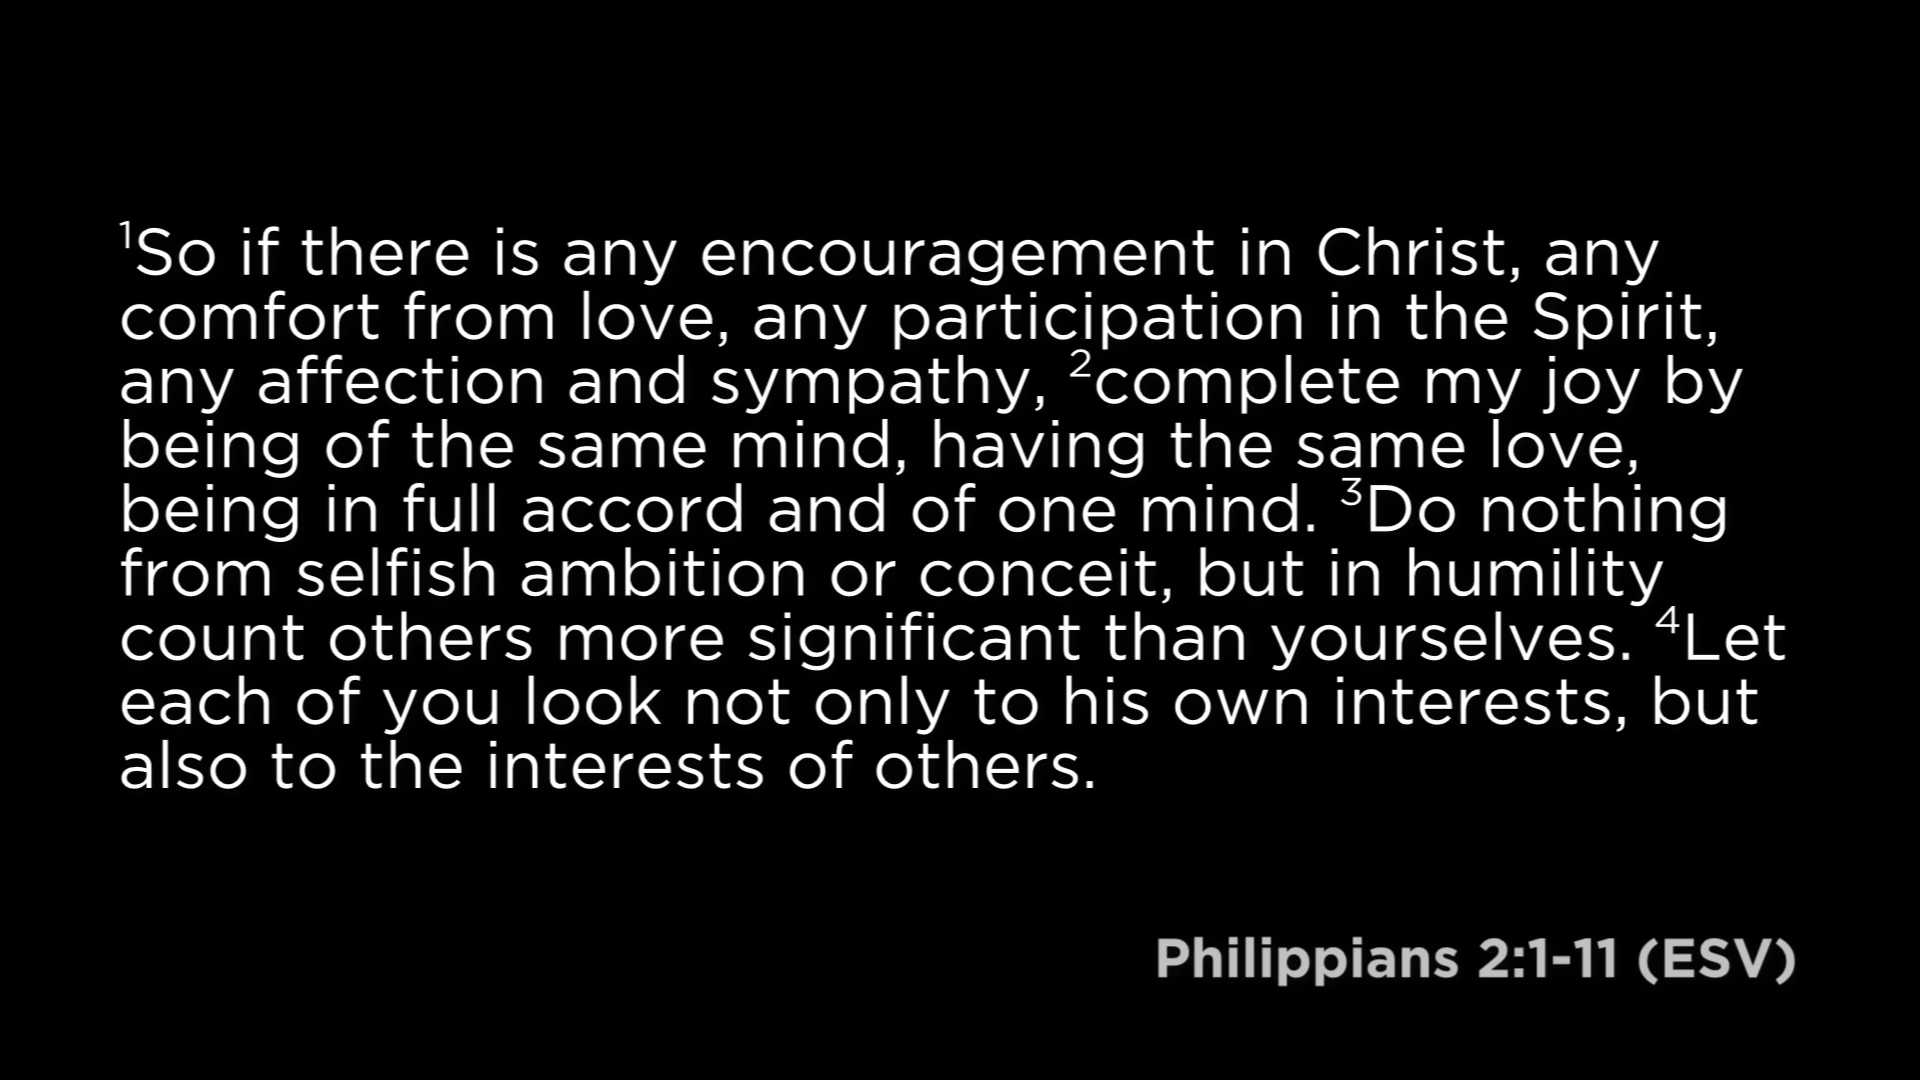 ¹So if there is any encouragement in Christ, any
comfort from love, any participation in the Spirit,
any affection and sympathy, ²complete my joy by
being of the same mind, having the same love,
being in full accord and of one mind. ³Do nothing
from selfish ambition or conceit, but in humility
count others more significant than yourselves. ⁴Let
each of you look not only to his own interests, but
also to the interests of others.
Philippians 2:1-11 (ESV)